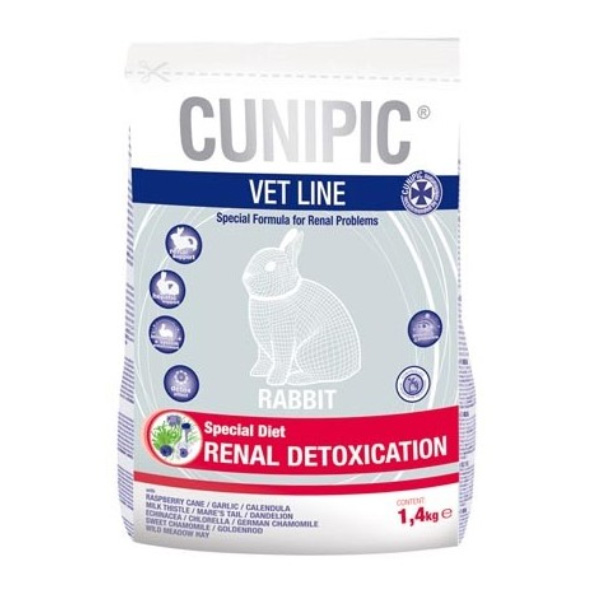 CUNIPIC®
VET LINE
CUNIPIC
Special Formula for Renal Problems
RABBIT
Special Diet
RENAL DETOXICATION
with
RASPBERRY CANE / GARLIC / CALENDULA
MILK THISTLE / MARE'S TAIL / DANDELION
ECHINACEA / CHLORELLA / GERMAN CHAMOMILE
SWEET CHAMOMILE / GOLDENROD
WILD MEADOW HAY
CONTENT:
1,4kg e